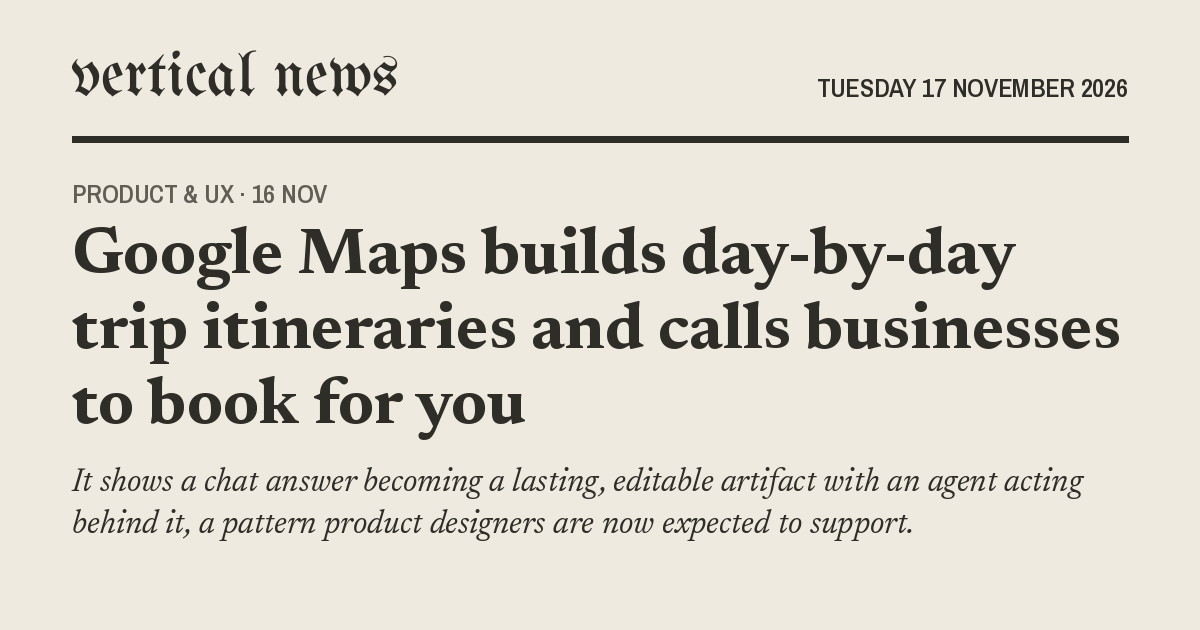 vertical news
TUESDAY 17 NOVEMBER 2026
PRODUCT & UX · 16 NOV
Google Maps builds day-by-day
trip itineraries and calls businesses
to book for you
It shows a chat answer becoming a lasting, editable artifact with an agent acting
behind it, a pattern product designers are now expected to support.